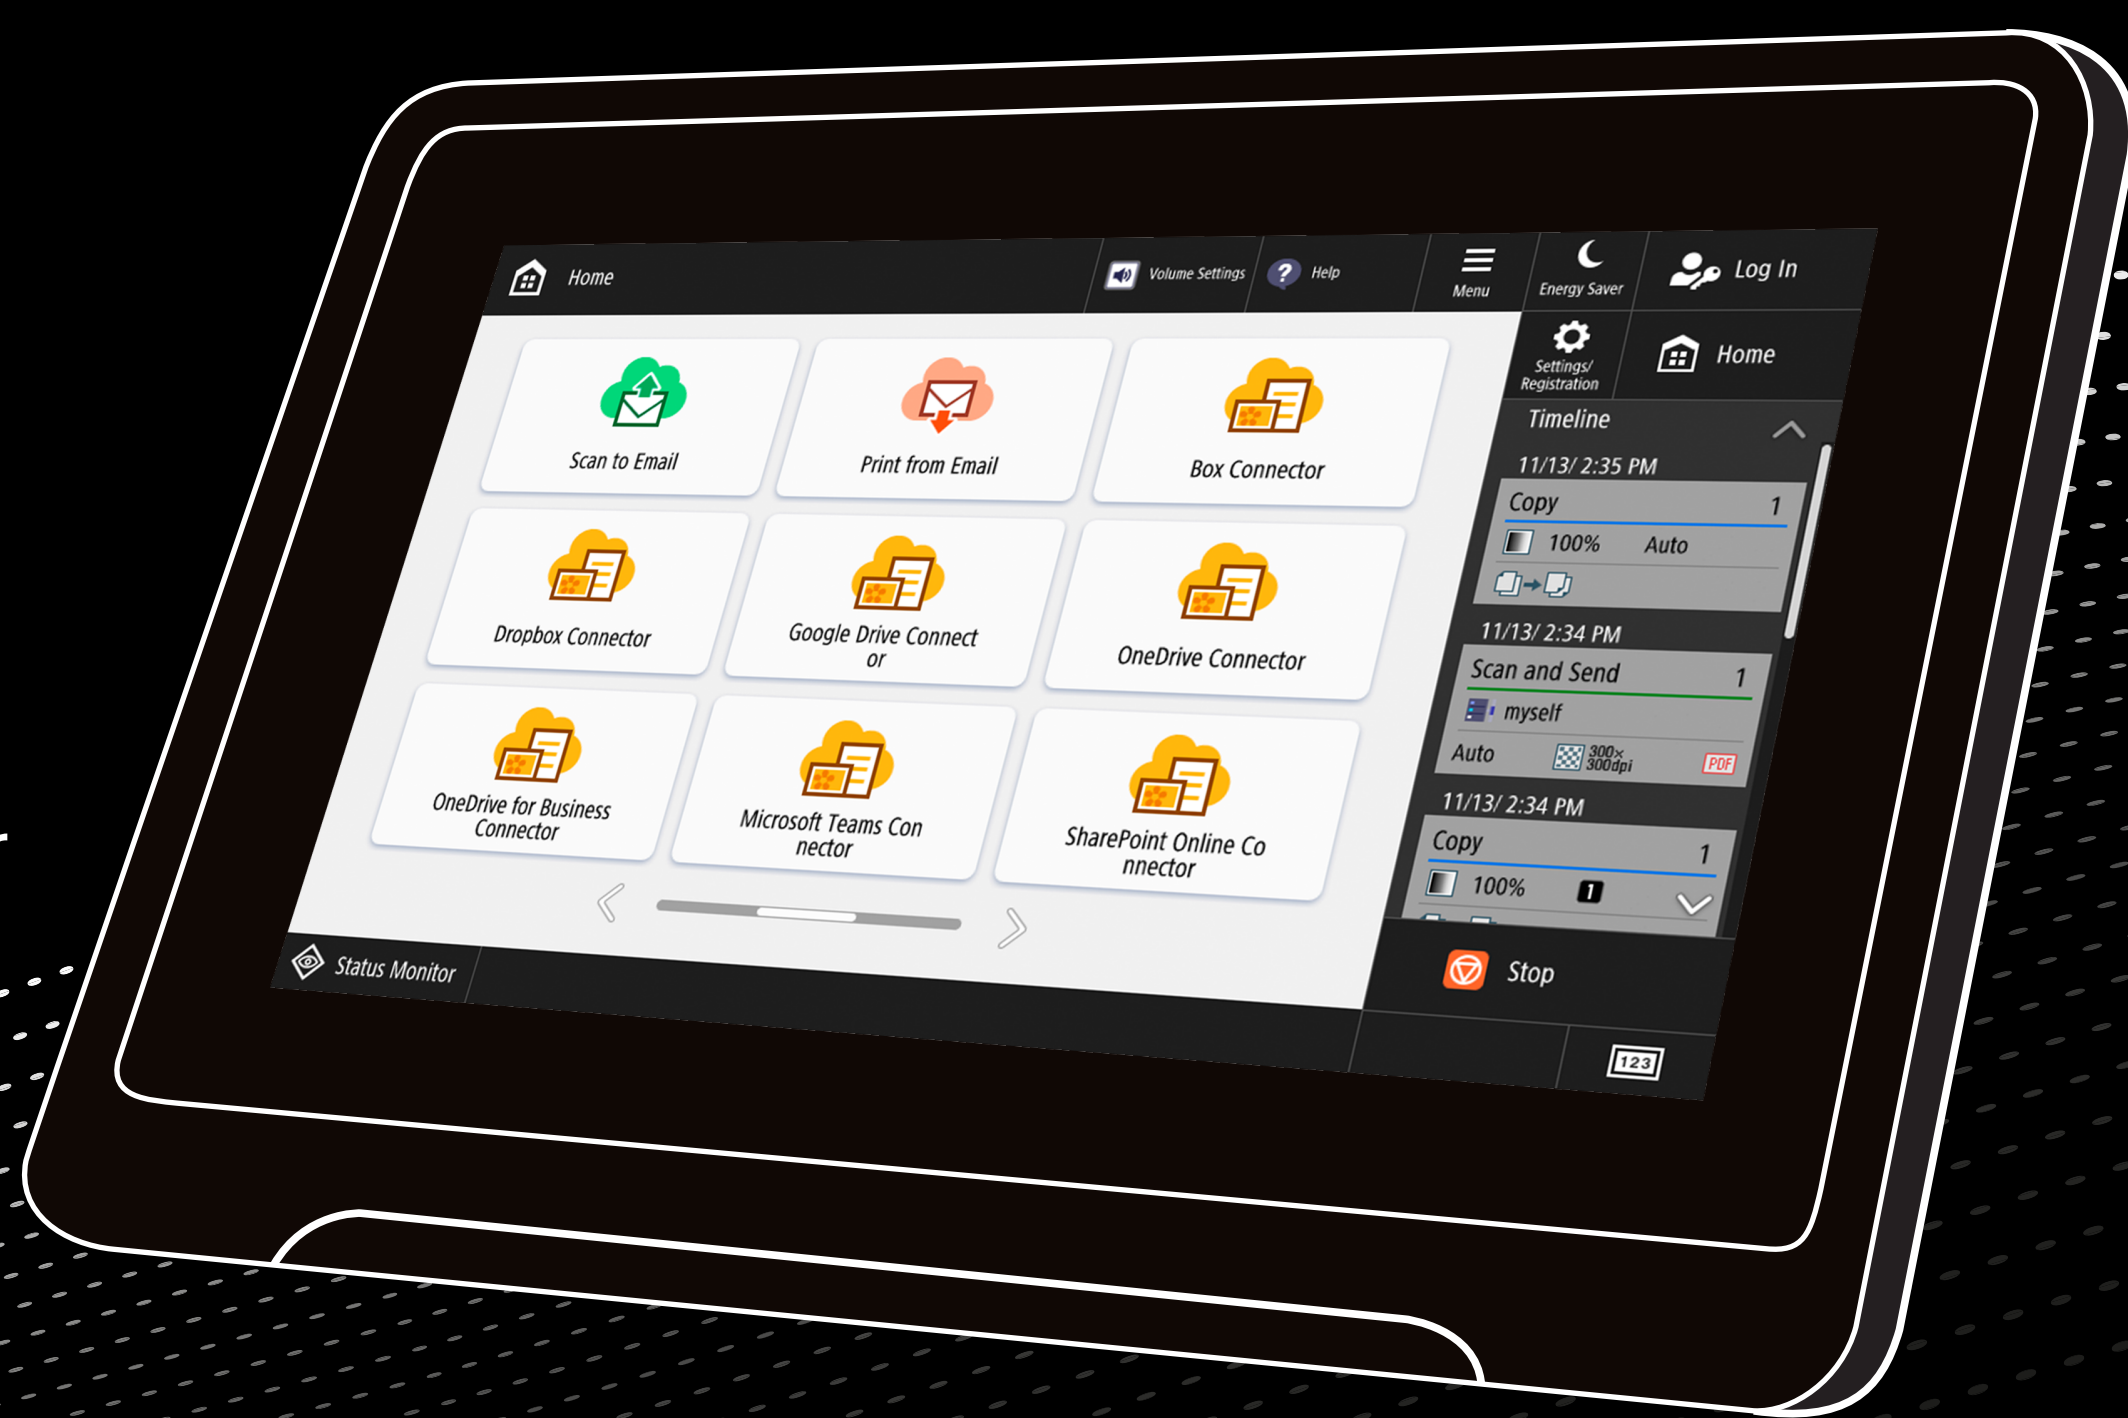 Home
Volume Settings
Help
Menu
Energy Saver
Log In
Settings/
Registration
Home
Scan to Email
Print from Email
Box Connector
Dropbox Connector
Google Drive Connect
or
OneDrive Connector
OneDrive for Business
Connector
Microsoft Teams Con
nector
SharePoint Online Co
nnector
Timeline
11/13/ 2:35 PM
Copy 1
100% Auto
11/13/ 2:34 PM
Scan and Send 1
myself
Auto 300×
300dpi PDF
11/13/ 2:34 PM
Copy 1
100% 1
Status Monitor
Stop
123